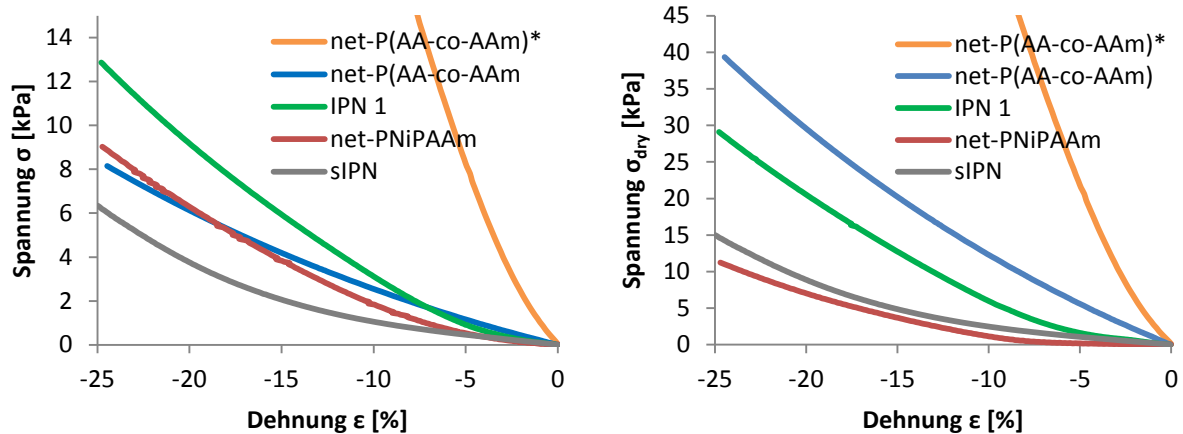 14
12
10
8
6
4
2
0
Spannung σ [kPa]
net-P(AA-co-AAm)*
net-P(AA-co-AAm
IPN 1
net-PNiPAAm
sIPN
-25 -20 -15 -10 -5 0
Dehnung ε [%]
45
40
35
30
25
20
15
10
5
0
Spannung σdry [kPa]
net-P(AA-co-AAm)*
net-P(AA-co-AAm)
IPN 1
net-PNiPAAm
sIPN
-25 -20 -15 -10 -5 0
Dehnung ε [%]